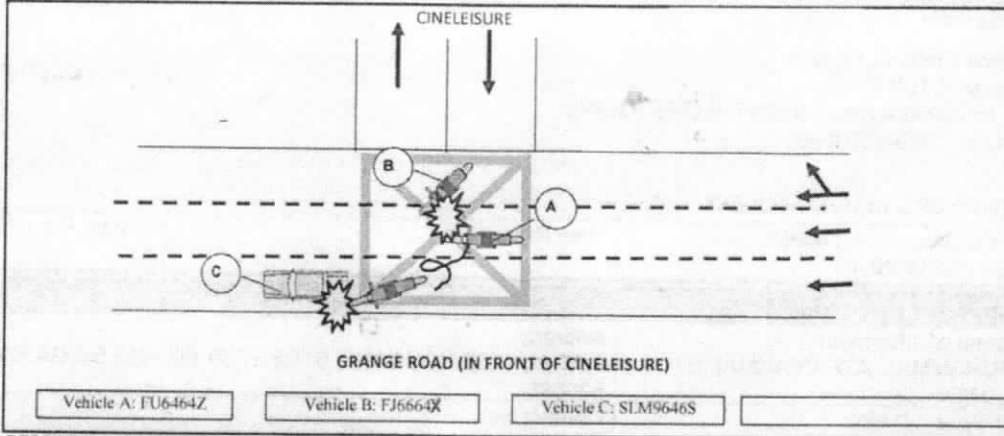 CINELEISURE
B
A
C
GRANGE ROAD (IN FRONT OF CINELEISURE)
Vehicle A: FU6464Z
Vehicle B: FJ6664X
Vehicle C: SLM9646S